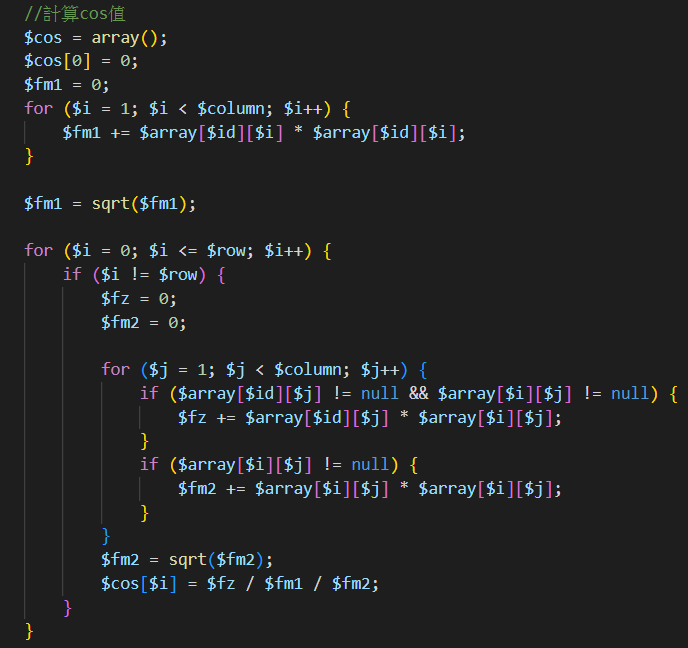 //計算cos值
$cos = array();
$cos[0] = 0;
$fm1 = 0;
for ($i = 1; $i < $column; $i++) {
    $fm1 += $array[$id][$i] * $array[$id][$i];
}

$fm1 = sqrt($fm1);

for ($i = 0; $i <= $row; $i++) {
    if ($i != $row) {
        $fz = 0;
        $fm2 = 0;

        for ($j = 1; $j < $column; $j++) {
            if ($array[$id][$j] != null && $array[$i][$j] != null) {
                $fz += $array[$id][$j] * $array[$i][$j];
            }
            if ($array[$i][$j] != null) {
                $fm2 += $array[$i][$j] * $array[$i][$j];
            }
        }
        $fm2 = sqrt($fm2);
        $cos[$i] = $fz / $fm1 / $fm2;
    }
}